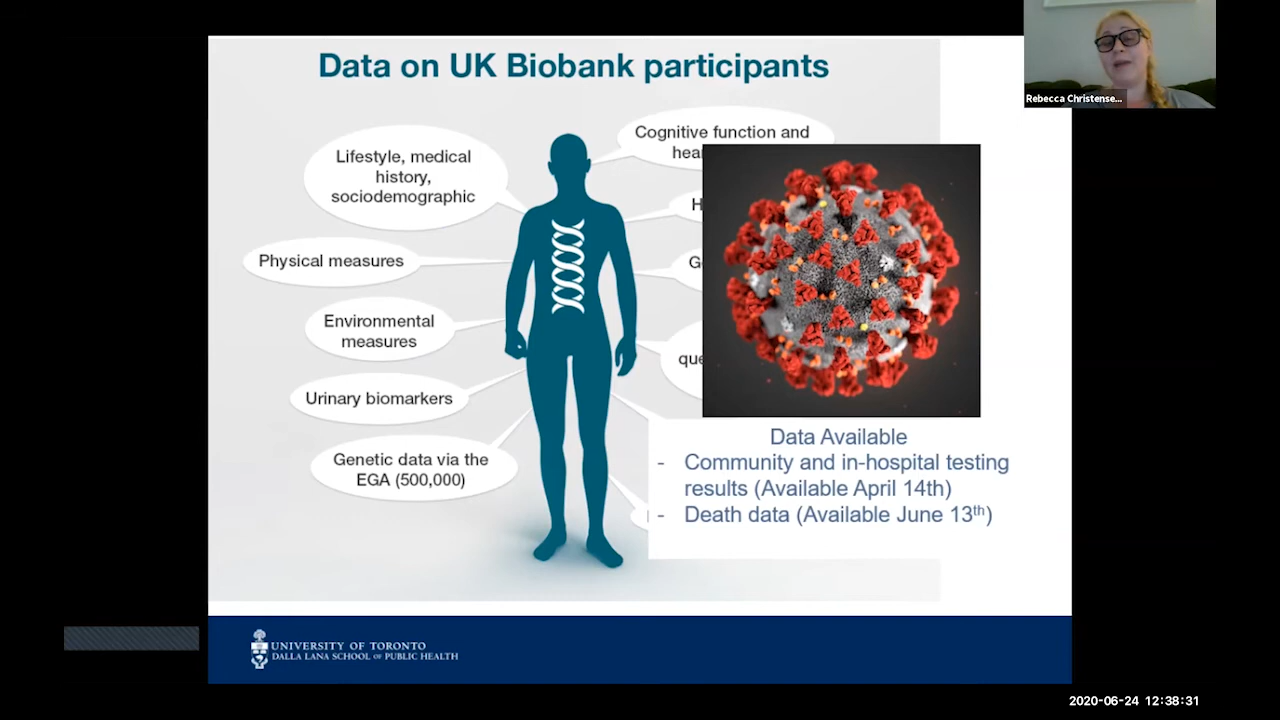 Data on UK Biobank participants
Rebecca Christense...
Cognitive function and
Lifestyle, medical
history,
sociodemographic
Physical measures
Environmental
measures
Urinary biomarkers
Genetic data via the
EGA (500,000)
Data Available
- Community and in-hospital testing
results (Available April 14th)
- Death data (Available June 13th)
UNIVERSITY OF TORONTO
DALLA LANA SCHOOL OF PUBLIC HEALTH
2020-06-24 12:38:31